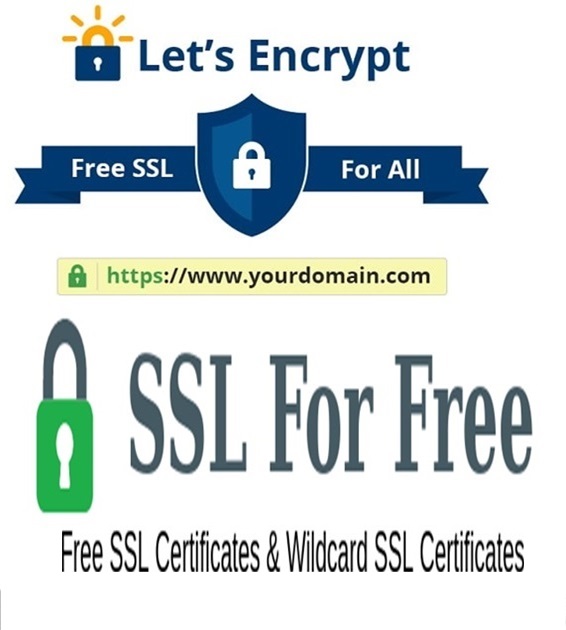 Let's Encrypt
Free SSL For All
https://www.yourdomain.com
SSL For Free
Free SSL Certificates & Wildcard SSL Certificates